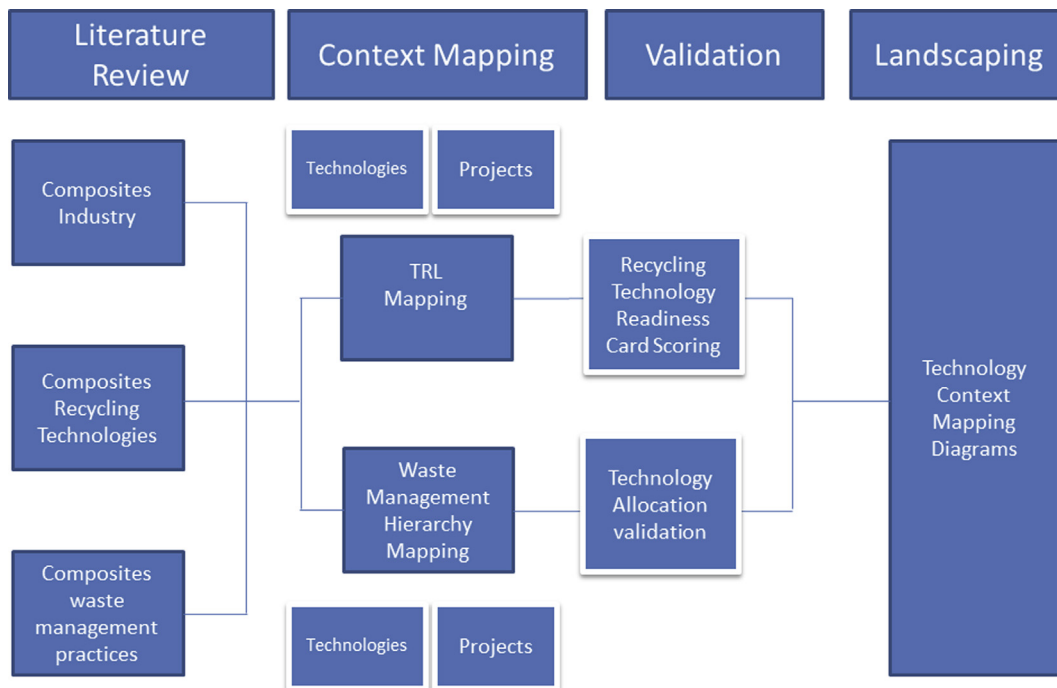 Literature
Review
Context Mapping
Validation
Landscaping
Technologies
Projects
Composites
Industry
TRL
Mapping
Recycling
Technology
Readiness
Card Scoring
Composites
Recycling
Technologies
Technology
Context
Mapping
Diagrams
Waste
Management
Hierarchy
Mapping
Technology
Allocation
validation
Composites
waste
management
practices
Technologies
Projects